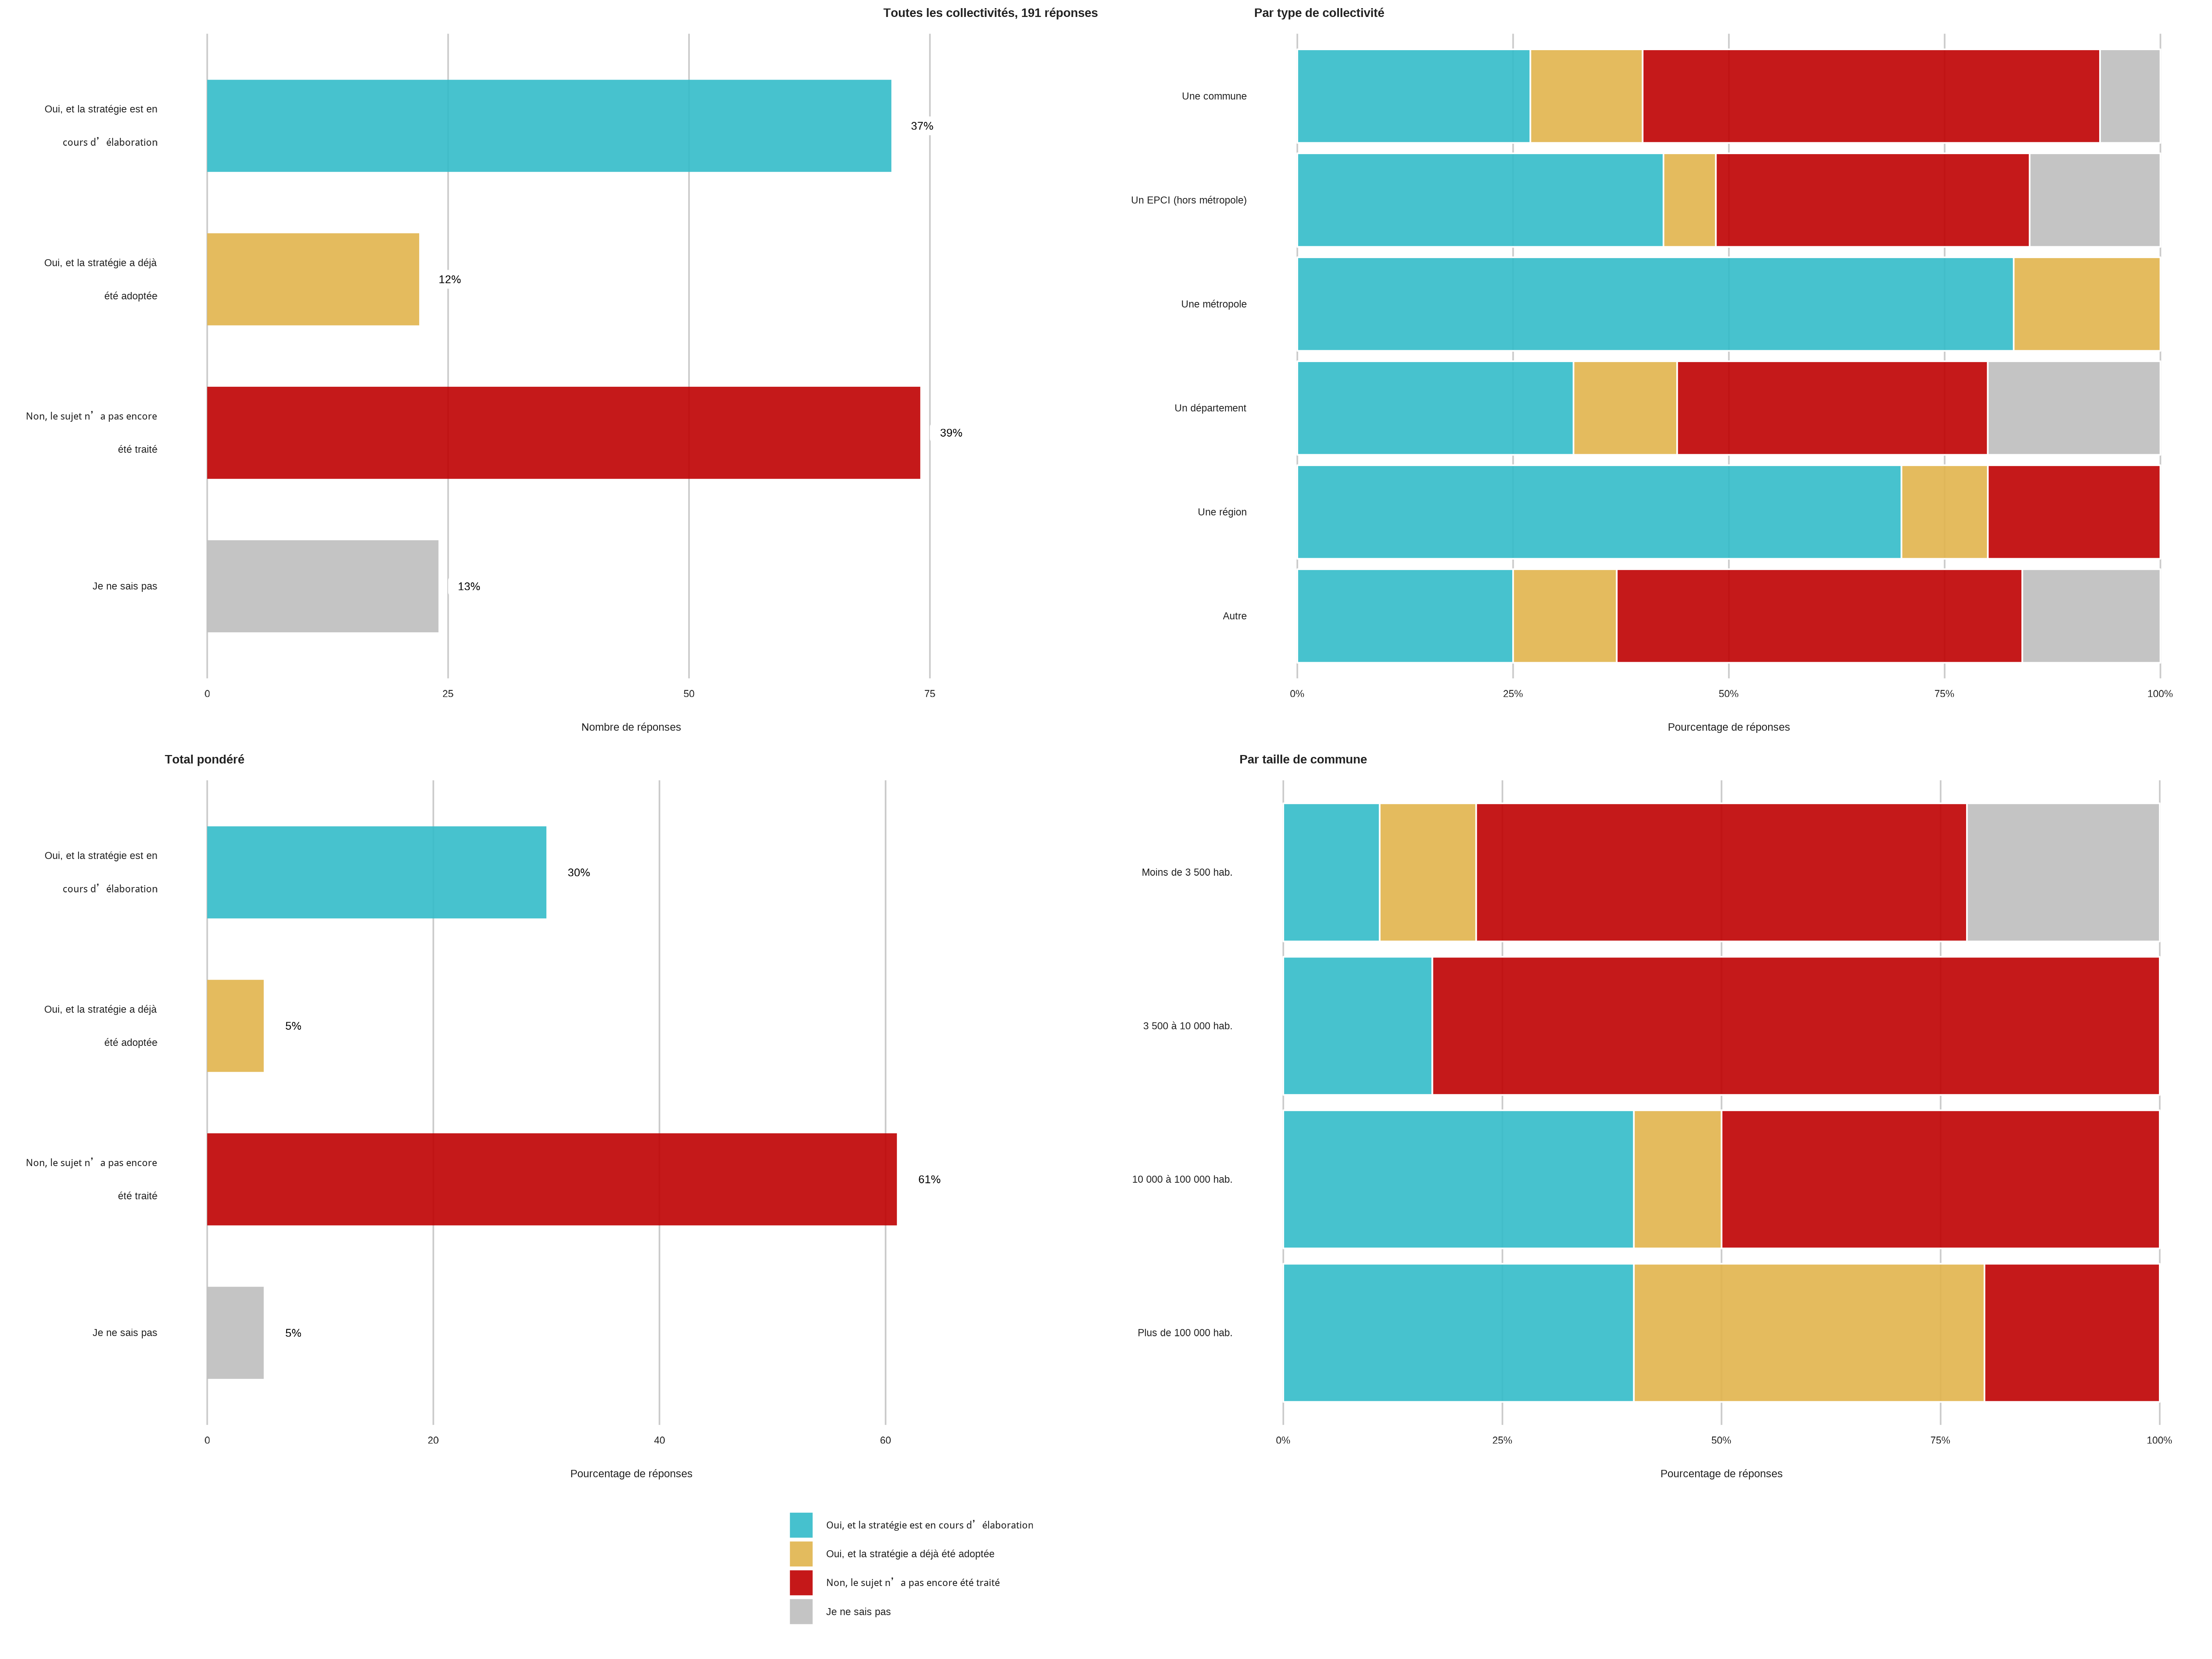 Toutes les collectivités, 191 réponses
Oui, et la stratégie est en
cours d’élaboration
37%
Oui, et la stratégie a déjà
été adoptée
12%
Non, le sujet n’a pas encore
été traité
39%
Je ne sais pas
13%
0 25 50 75
Nombre de réponses
Par type de collectivité
Une commune
Un EPCI (hors métropole)
Une métropole
Un département
Une région
Autre
0% 25% 50% 75% 100%
Pourcentage de réponses
Total pondéré
Oui, et la stratégie est en
cours d’élaboration
30%
Oui, et la stratégie a déjà
été adoptée
5%
Non, le sujet n’a pas encore
été traité
61%
Je ne sais pas
5%
0 20 40 60
Pourcentage de réponses
Par taille de commune
Moins de 3 500 hab.
3 500 à 10 000 hab.
10 000 à 100 000 hab.
Plus de 100 000 hab.
0% 25% 50% 75% 100%
Pourcentage de réponses
Oui, et la stratégie est en cours d’élaboration
Oui, et la stratégie a déjà été adoptée
Non, le sujet n’a pas encore été traité
Je ne sais pas